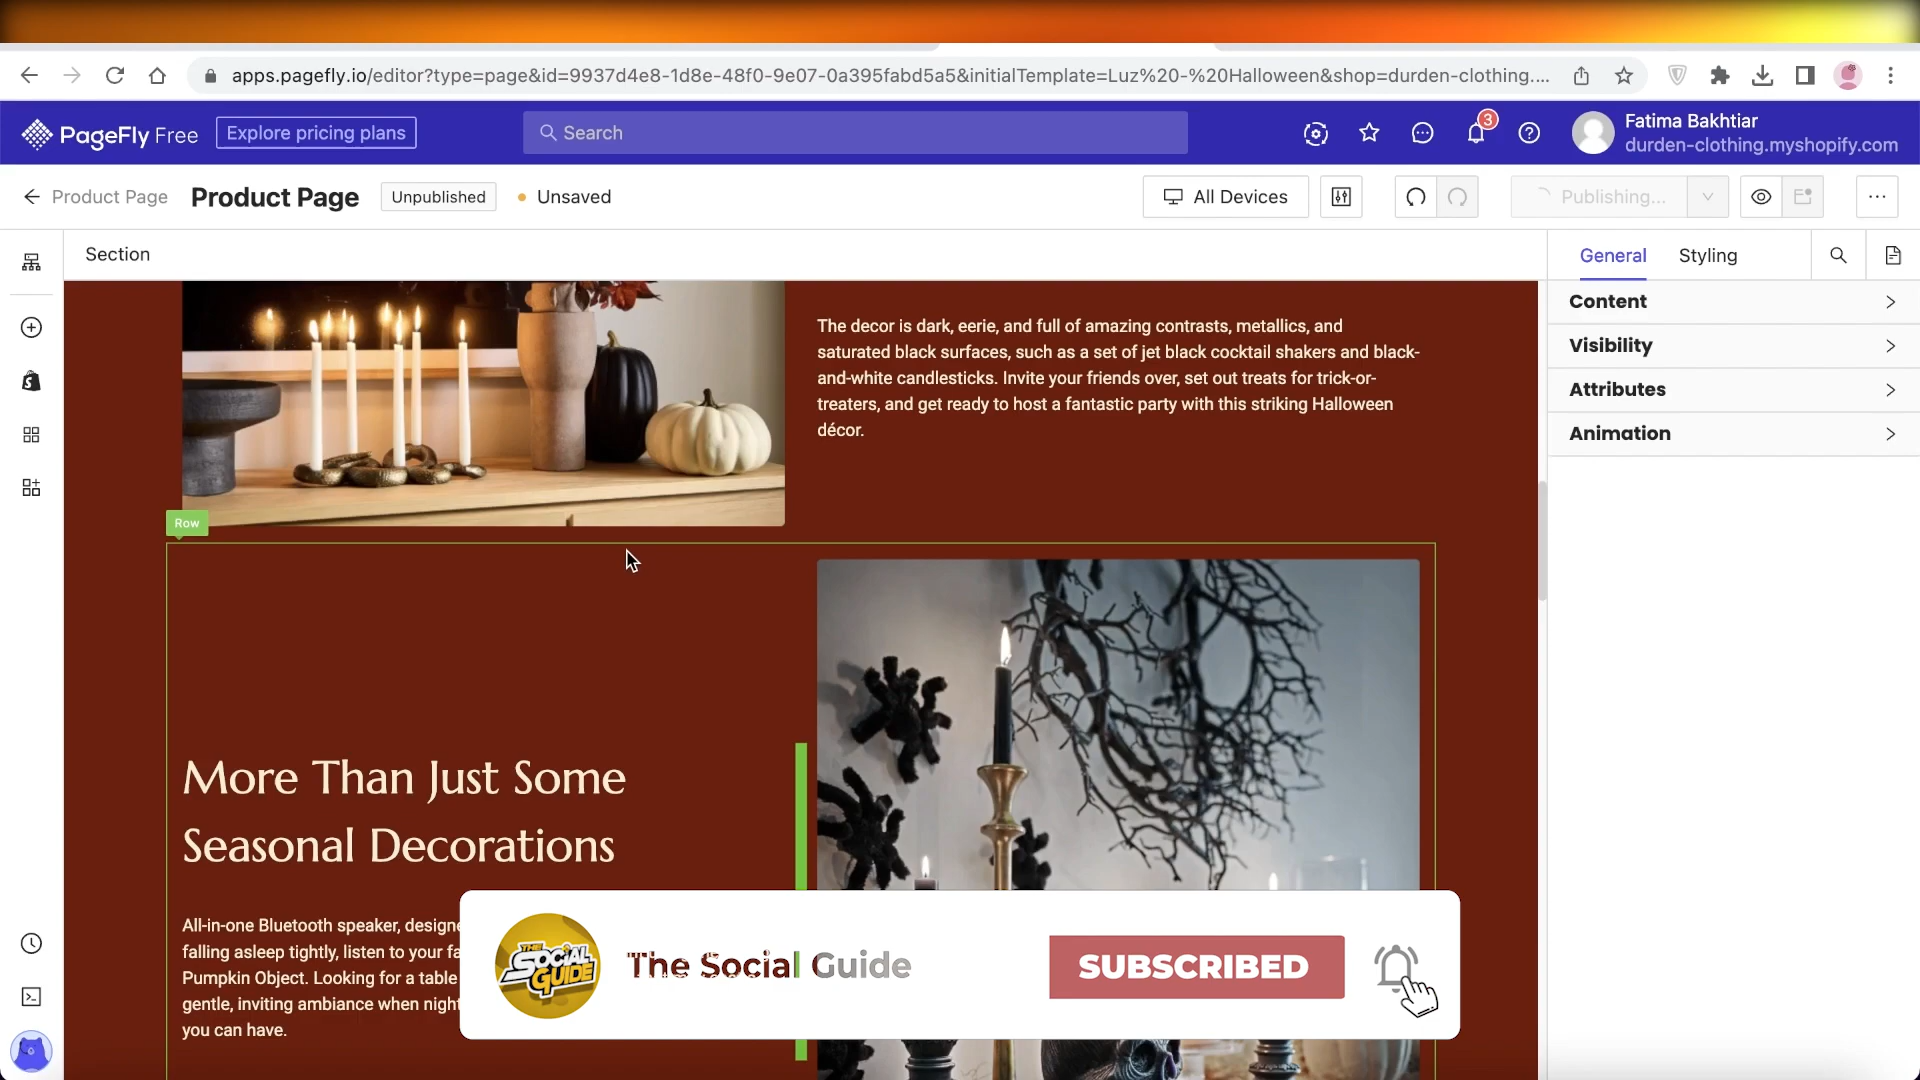 apps.pagefly.io/editor?type=page&id=9937d4e8-1d8e-48f0-9e07-0a395fabd5a5&initialTemplate=Luz%20-%20Halloween&shop=durden-clothing....
PageFly Free
Explore pricing plans
Search
3
Fatima Bakhtiar
durden-clothing.myshopify.com
Product Page
Product Page
Unpublished
Unsaved
All Devices
Publishing...
Section
General
Styling
Content
Visibility
Attributes
Animation
The decor is dark, eerie, and full of amazing contrasts, metallics, and
saturated black surfaces, such as a set of jet black cocktail shakers and black-
and-white candlesticks. Invite your friends over, set out treats for trick-or-
treaters, and get ready to host a fantastic party with this striking Halloween
décor.
Row
More Than Just Some
Seasonal Decorations
All-in-one Bluetooth speaker, designe
falling asleep tightly, listen to your fa
Pumpkin Object. Looking for a table
gentle, inviting ambiance when night
you can have.
THE SOCIAL GUIDE
The Social Guide
SUBSCRIBED